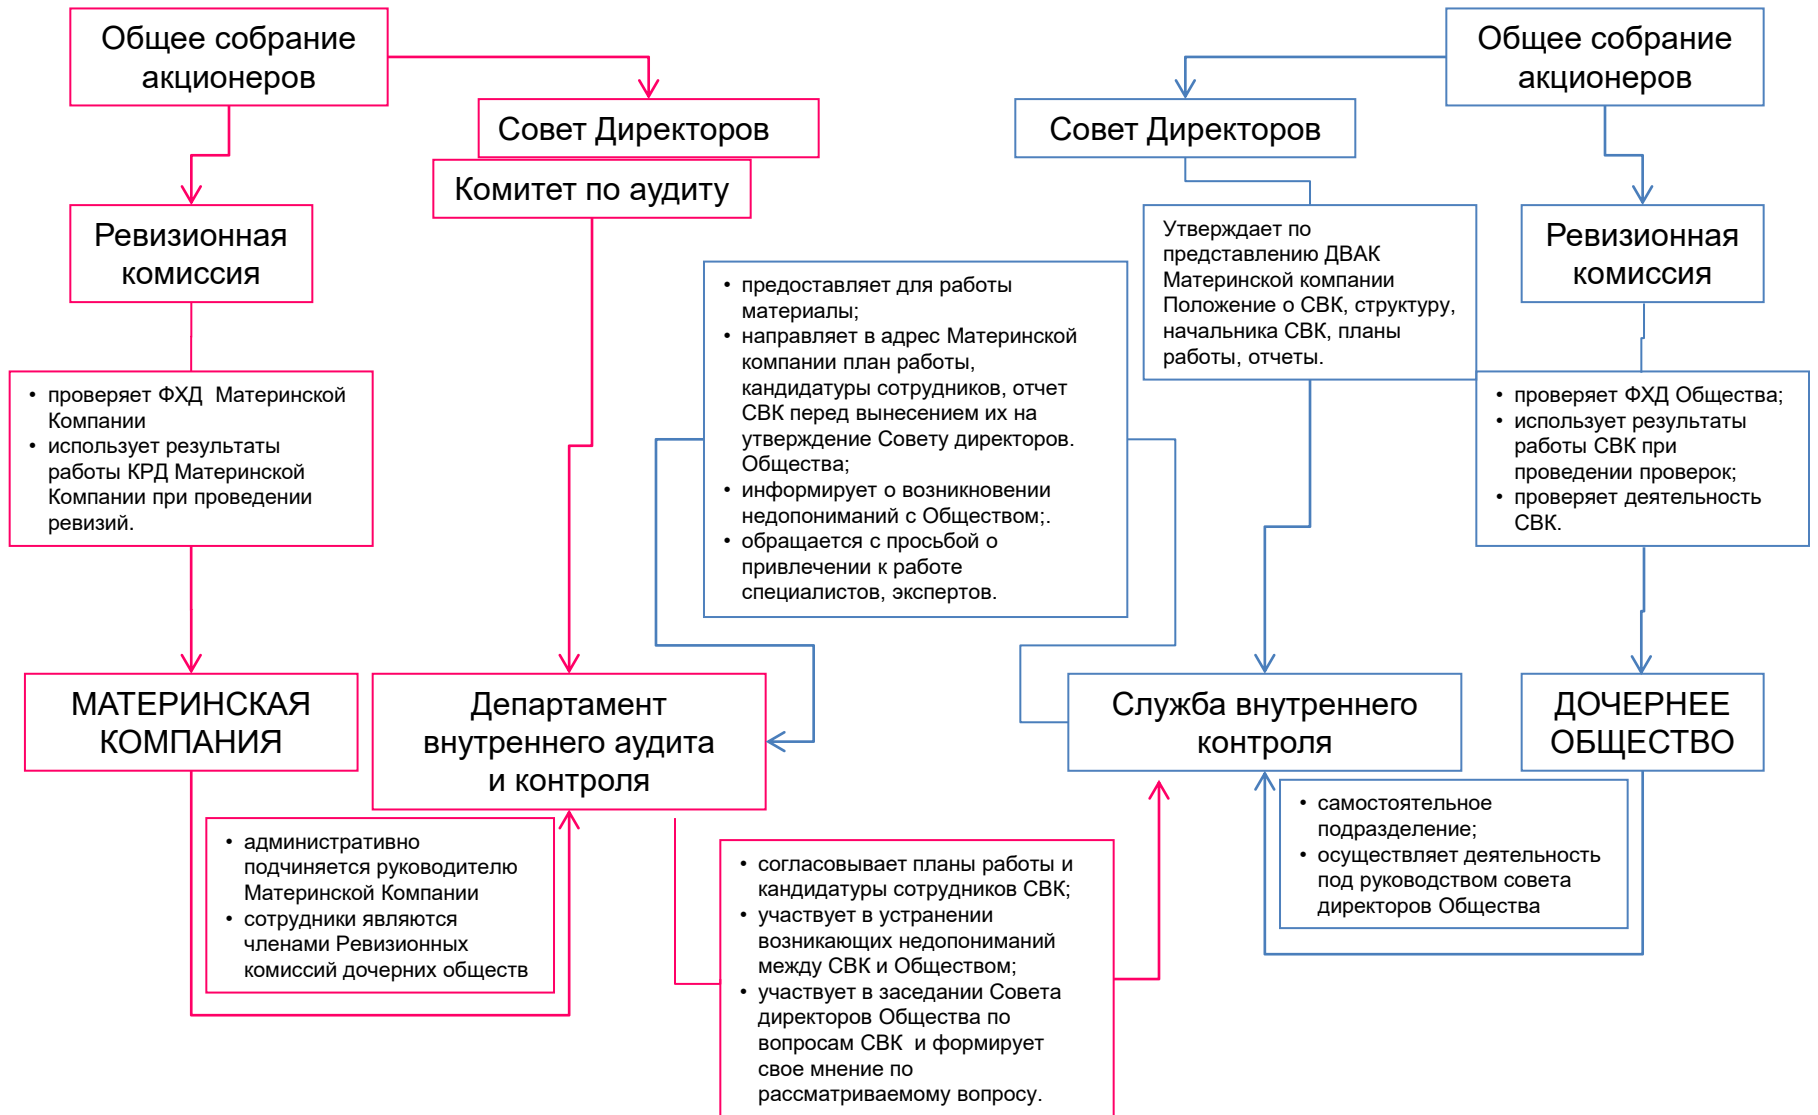 Общее собрание
акционеров
Совет Директоров
Комитет по аудиту
Ревизионная
комиссия
• проверяет ФХД  Материнской
Компании
• использует результаты
работы КРД Материнской
Компании при проведении
ревизий.
МАТЕРИНСКАЯ
КОМПАНИЯ
Департамент
внутреннего аудита
и контроля
• административно
подчиняется руководителю
Материнской Компании
• сотрудники являются
членами Ревизионных
комиссий дочерних обществ
• предоставляет для работы
материалы;
• направляет в адрес Материнской
компании план работы,
кандидатуры сотрудников, отчет
СВК перед вынесением их на
утверждение Совету директоров.
Общества;
• информирует о возникновении
недопониманий с Обществом;.
• обращается с просьбой о
привлечении к работе
специалистов, экспертов.
• согласовывает планы работы и
кандидатуры сотрудников СВК;
• участвует в устранении
возникающих недопониманий
между СВК и Обществом;
• участвует в заседании Совета
директоров Общества по
вопросам СВК  и формирует
свое мнение по
рассматриваемому вопросу.
Общее собрание
акционеров
Совет Директоров
Утверждает по
представлению ДВАК
Материнской компании
Положение о СВК, структуру,
начальника СВК, планы
работы, отчеты.
Ревизионная
комиссия
• проверяет ФХД Общества;
• использует результаты
работы СВК при
проведении проверок;
• проверяет деятельность
СВК.
Служба внутреннего
контроля
ДОЧЕРНЕЕ
ОБЩЕСТВО
• самостоятельное
подразделение;
• осуществляет деятельность
под руководством совета
директоров Общества